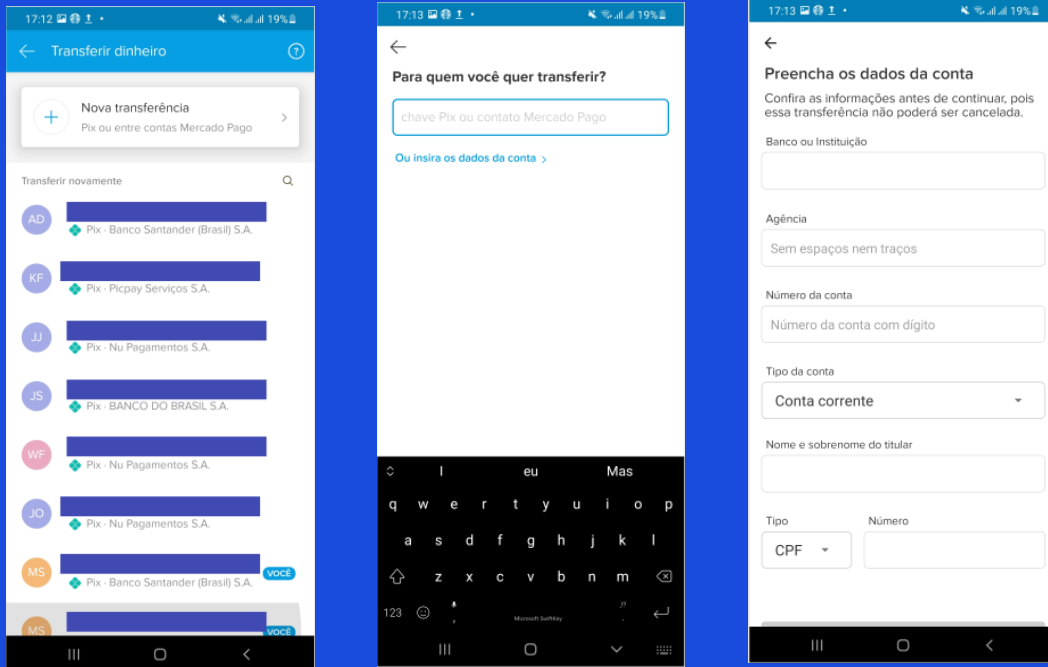 17:12
19%
Transferir dinheiro
?
Nova transferência
Pix ou entre contas Mercado Pago
Transferir novamente
AD
Pix · Banco Santander (Brasil) S.A.
KF
Pix · Picpay Serviços S.A.
JJ
Pix · Nu Pagamentos S.A.
JS
Pix · BANCO DO BRASIL S.A.
WF
Pix · Nu Pagamentos S.A.
JO
Pix · Nu Pagamentos S.A.
MS
Pix · Banco Santander (Brasil) S.A.
VOCÊ
MS
VOCÊ
17:13
19%
Para quem você quer transferir?
chave Pix ou contato Mercado Pago
Ou insira os dados da conta
I eu Mas
q w e r t y u i o p
a s d f g h j k l
z x c v b n m
123 , Microsoft SwiftKey .
17:13
19%
Preencha os dados da conta
Confira as informações antes de continuar, pois
essa transferência não poderá ser cancelada.
Banco ou Instituição
Agência
Sem espaços nem traços
Número da conta
Número da conta com dígito
Tipo da conta
Conta corrente
Nome e sobrenome do titular
Tipo Número
CPF